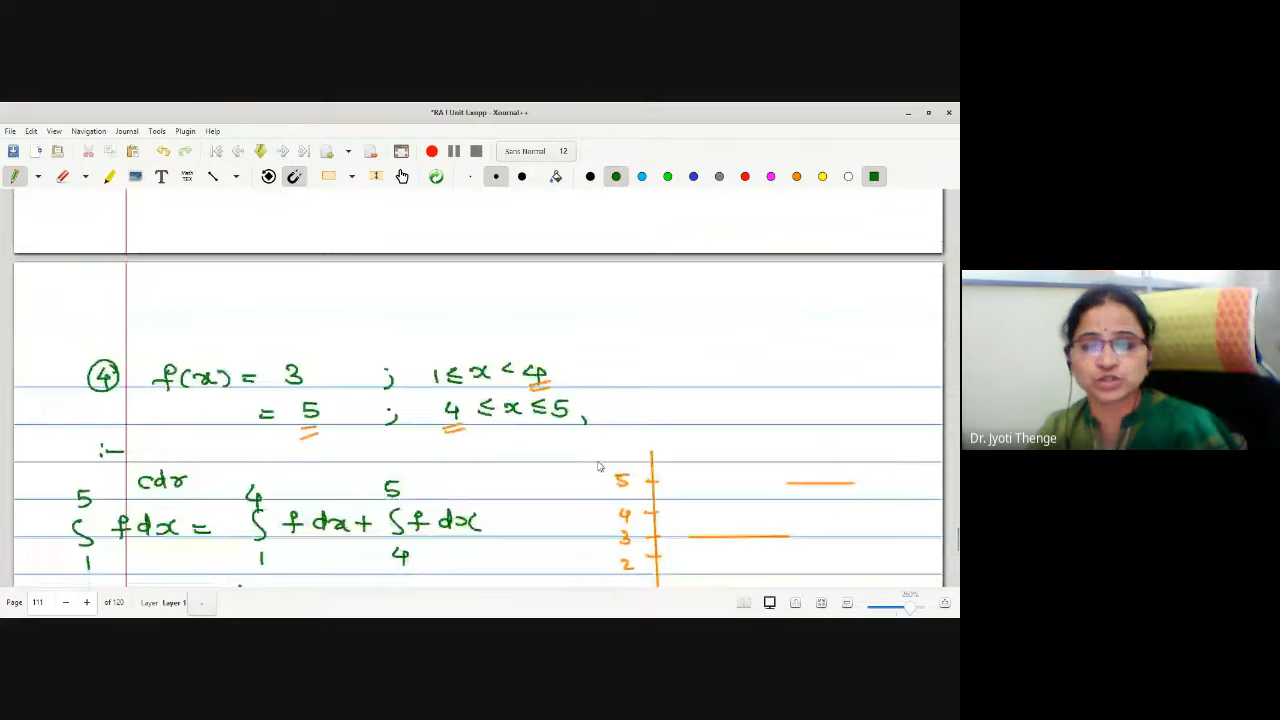 *RA I Unit I.xopp - Xournal++
File Edit View Navigation Journal Tools Plugin Help
Sans Normal 12
④ f(x) = 3 ; 1 ≤ x < 4
= 5 ; 4 ≤ x ≤ 5 ,
:-
cdr
5 4 5
∫ f dx = ∫ f dx + ∫ f dx
1 1 4
5
4
3
2
Dr. Jyoti Thenge
Page 111 of 120 Layer Layer 1
260%